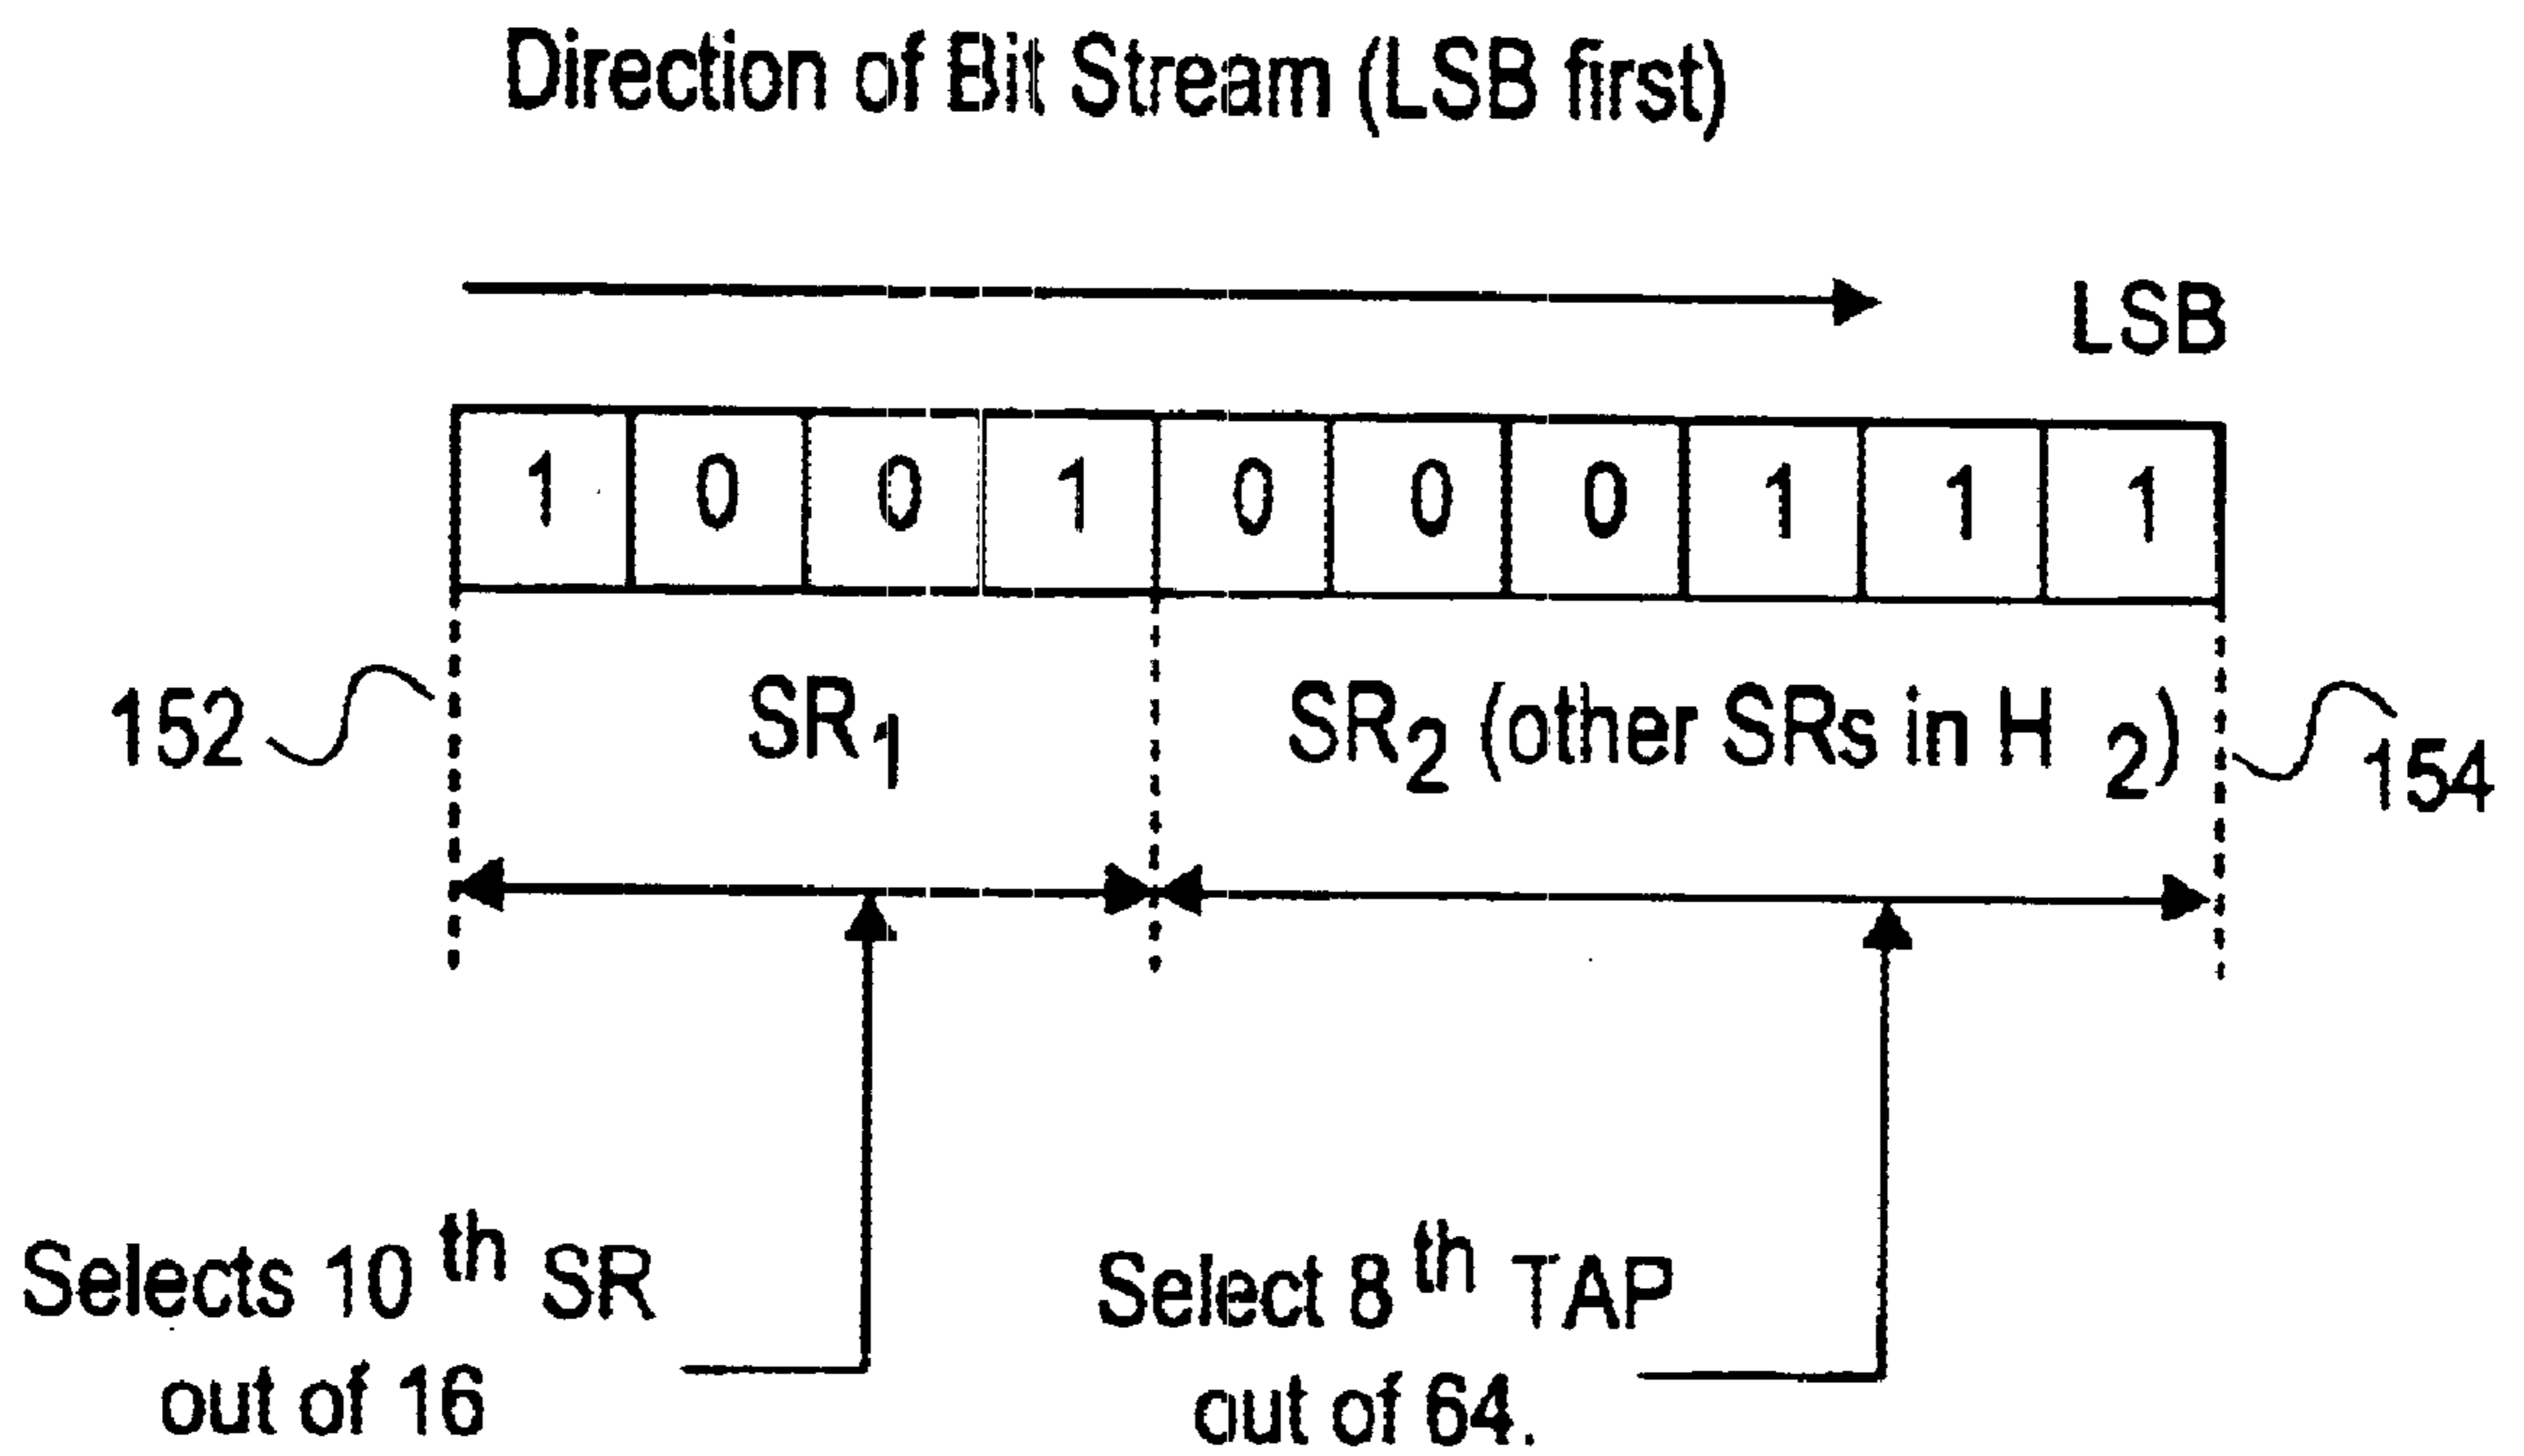 Direction of Bit Stream (LSB first)
LSB
1 0 0 1 0 0 0 1 1 1
152 SR1 SR2 (other SRs in H 2) 154
Selects 10 th SR
out of 16
Select 8 th TAP
out of 64.